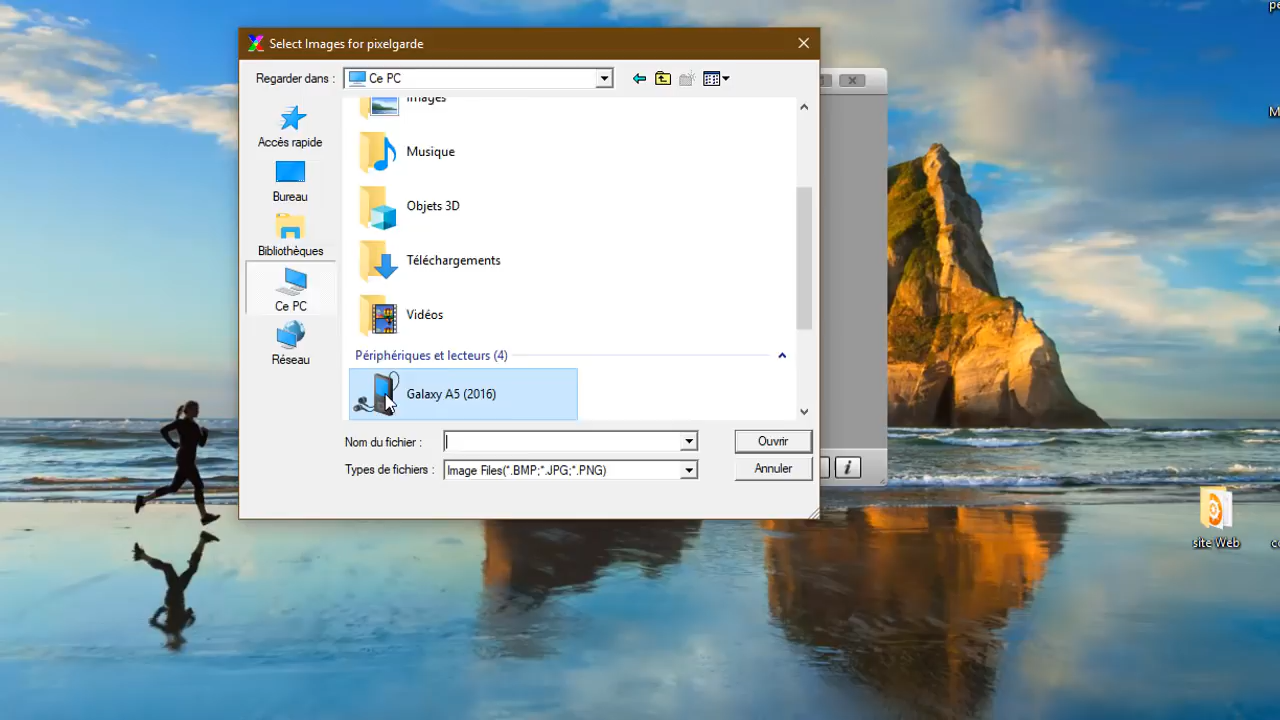 Select Images for pixelgarde
Regarder dans :
Ce PC
Accès rapide
Bureau
Bibliothèques
Ce PC
Réseau
Images
Musique
Objets 3D
Téléchargements
Vidéos
Périphériques et lecteurs (4)
Galaxy A5 (2016)
Nom du fichier :
Ouvrir
Types de fichiers :
Image Files(*.BMP;*.JPG;*.PNG)
Annuler
i
site Web